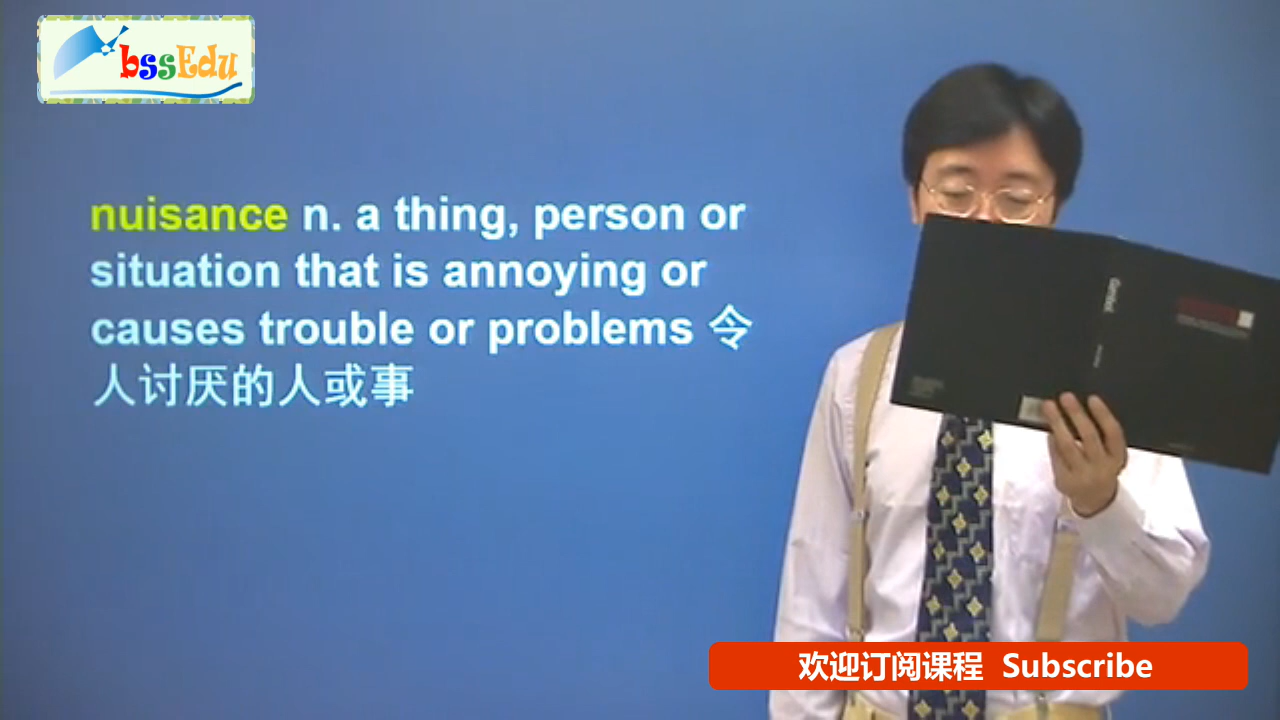 bssEdu
nuisance n. a thing, person or
situation that is annoying or
causes trouble or problems 令
人讨厌的人或事
欢迎订阅课程 Subscribe